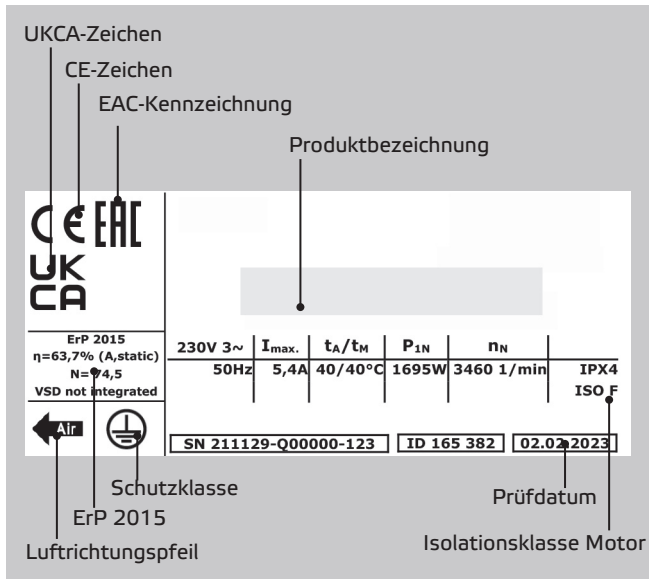 UKCA-Zeichen
CE-Zeichen
EAC-Kennzeichnung
Produktbezeichnung
CE EAC
UK
CA
ErP 2015
η=63,7% (A,static)
N= 74,5
VSD not integrated
230V 3~ Imax. tA/tM P1N nN
50Hz 5,4A 40/40°C 1695W 3460 1/min IPX4
ISO F
Air
SN 211129-Q00000-123 ID 165 382 02.02.2023
Schutzklasse
Prüfdatum
ErP 2015
Isolationsklasse Motor
Luftrichtungspfeil